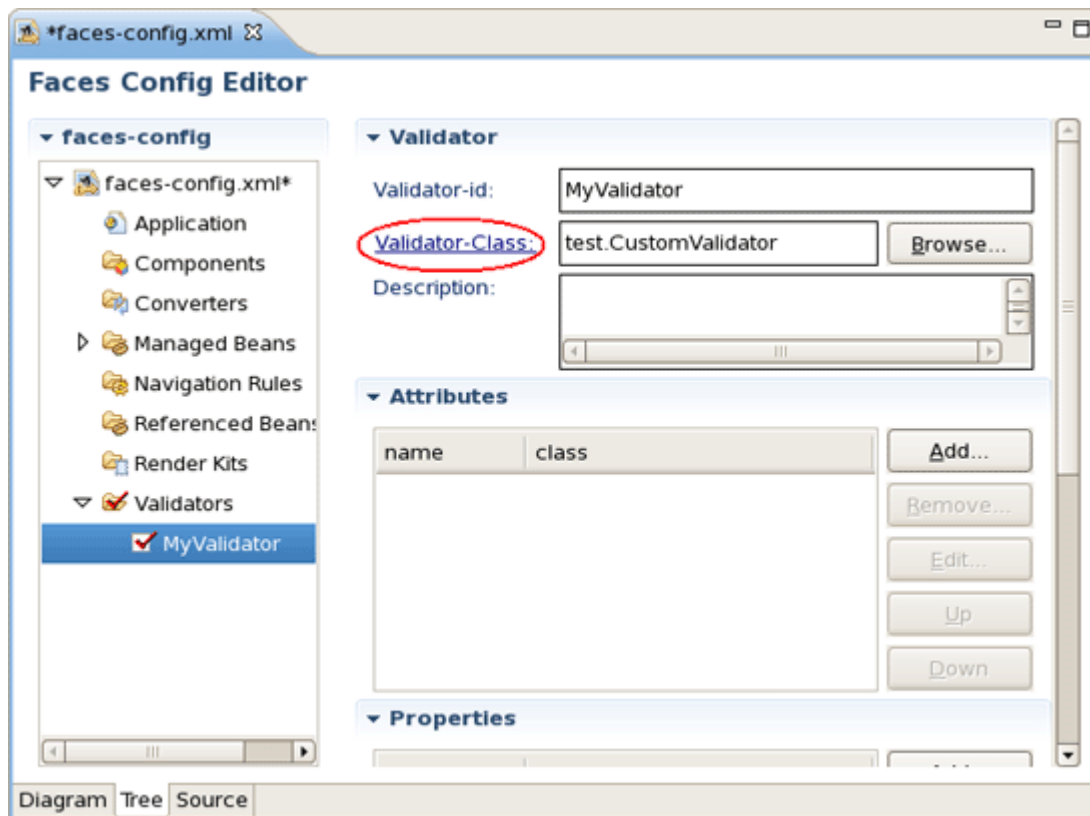 *faces-config.xml
Faces Config Editor
faces-config
faces-config.xml*
Application
Components
Converters
Managed Beans
Navigation Rules
Referenced Beans
Render Kits
Validators
MyValidator
Validator
Validator-id: MyValidator
Validator-Class: test.CustomValidator Browse...
Description:
Attributes
name class
Add...
Remove...
Edit...
Up
Down
Properties
Diagram Tree Source